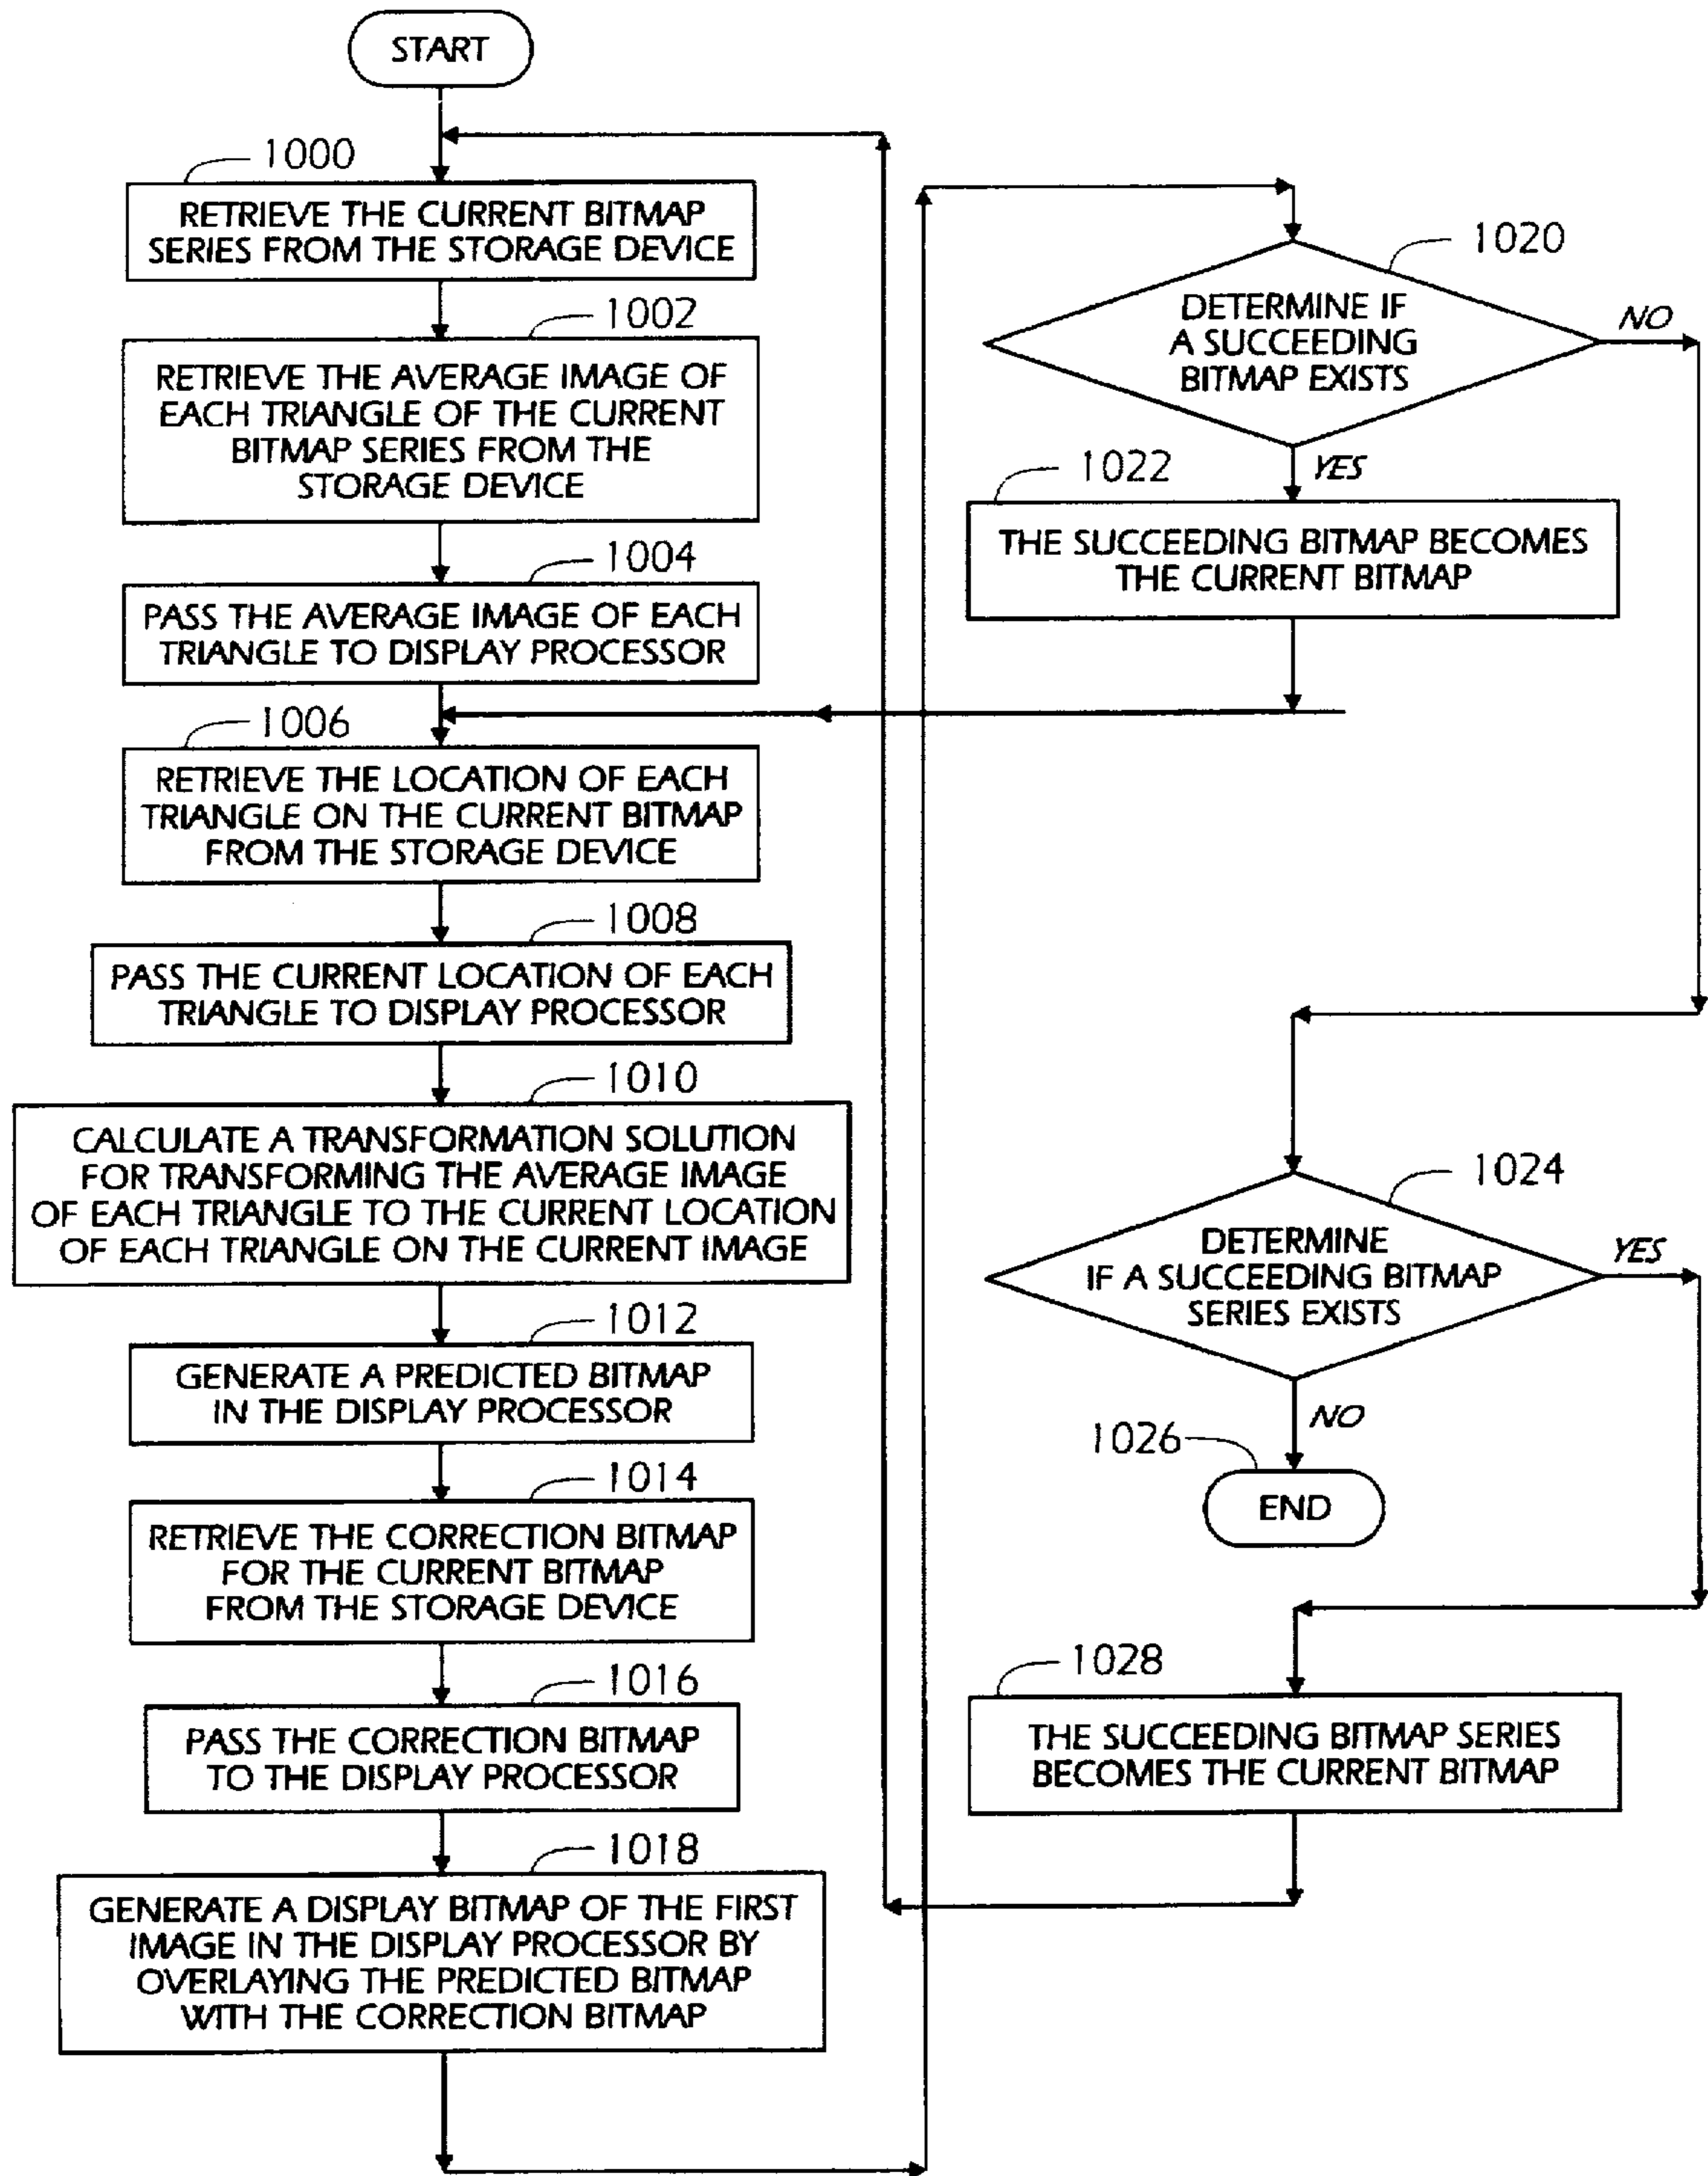 START
1000
RETRIEVE THE CURRENT BITMAP
SERIES FROM THE STORAGE DEVICE
1002
RETRIEVE THE AVERAGE IMAGE OF
EACH TRIANGLE OF THE CURRENT
BITMAP SERIES FROM THE
STORAGE DEVICE
1004
PASS THE AVERAGE IMAGE OF EACH
TRIANGLE TO DISPLAY PROCESSOR
1006
RETRIEVE THE LOCATION OF EACH
TRIANGLE ON THE CURRENT BITMAP
FROM THE STORAGE DEVICE
1008
PASS THE CURRENT LOCATION OF EACH
TRIANGLE TO DISPLAY PROCESSOR
1010
CALCULATE A TRANSFORMATION SOLUTION
FOR TRANSFORMING THE AVERAGE IMAGE
OF EACH TRIANGLE TO THE CURRENT LOCATION
OF EACH TRIANGLE ON THE CURRENT IMAGE
1012
GENERATE A PREDICTED BITMAP
IN THE DISPLAY PROCESSOR
1014
RETRIEVE THE CORRECTION BITMAP
FOR THE CURRENT BITMAP
FROM THE STORAGE DEVICE
1016
PASS THE CORRECTION BITMAP
TO THE DISPLAY PROCESSOR
1018
GENERATE A DISPLAY BITMAP OF THE FIRST
IMAGE IN THE DISPLAY PROCESSOR BY
OVERLAYING THE PREDICTED BITMAP
WITH THE CORRECTION BITMAP
1020
DETERMINE IF
A SUCCEEDING
BITMAP EXISTS
NO
YES
1022
THE SUCCEEDING BITMAP BECOMES
THE CURRENT BITMAP
1024
DETERMINE
IF A SUCCEEDING BITMAP
SERIES EXISTS
YES
NO
1026
END
1028
THE SUCCEEDING BITMAP SERIES
BECOMES THE CURRENT BITMAP